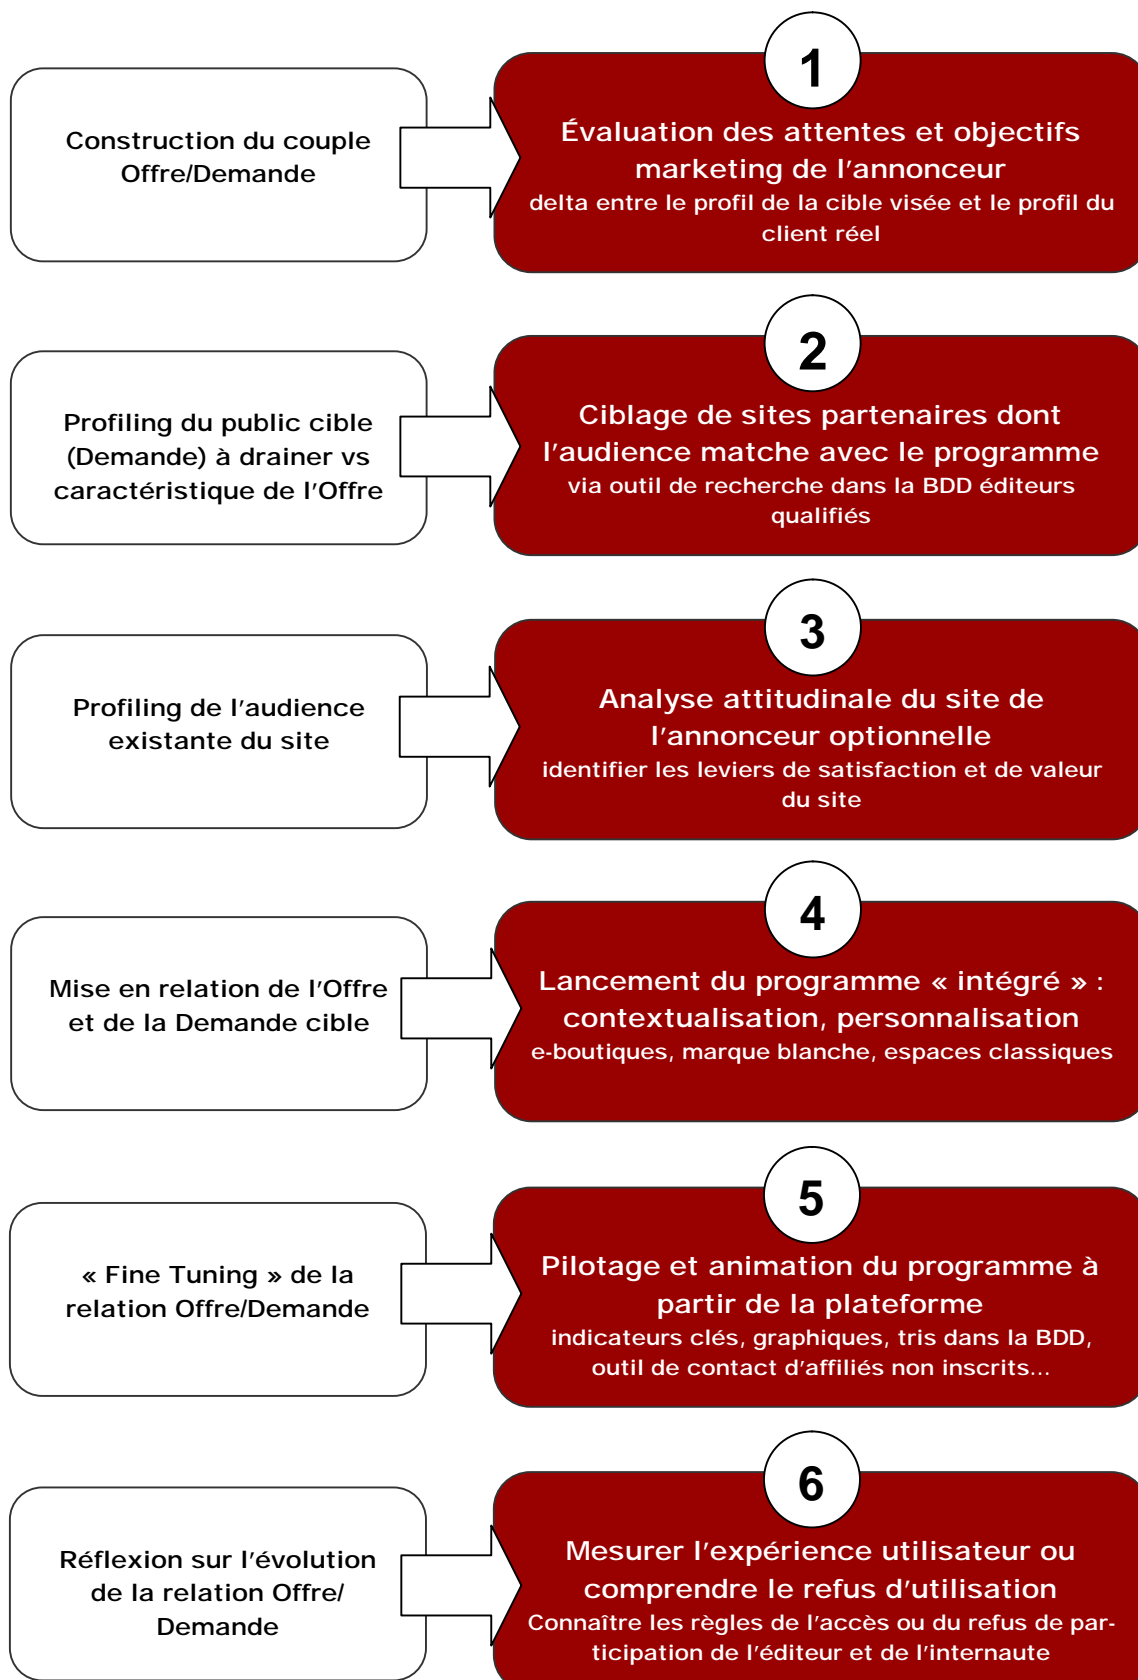 1
Construction du couple
Offre/Demande
Évaluation des attentes et objectifs
marketing de l'annonceur
delta entre le profil de la cible visée et le profil du
client réel
2
Profiling du public cible
(Demande) à drainer vs
caractéristique de l'Offre
Ciblage de sites partenaires dont
l'audience matche avec le programme
via outil de recherche dans la BDD éditeurs
qualifiés
3
Profiling de l'audience
existante du site
Analyse attitudinale du site de
l'annonceur optionnelle
identifier les leviers de satisfaction et de valeur
du site
4
Mise en relation de l'Offre
et de la Demande cible
Lancement du programme « intégré » :
contextualisation, personnalisation
e-boutiques, marque blanche, espaces classiques
5
« Fine Tuning » de la
relation Offre/Demande
Pilotage et animation du programme à
partir de la plateforme
indicateurs clés, graphiques, tris dans la BDD,
outil de contact d'affiliés non inscrits...
6
Réflexion sur l'évolution
de la relation Offre/
Demande
Mesurer l'expérience utilisateur ou
comprendre le refus d'utilisation
Connaître les règles de l'accès ou du refus de par-
ticipation de l'éditeur et de l'internaute